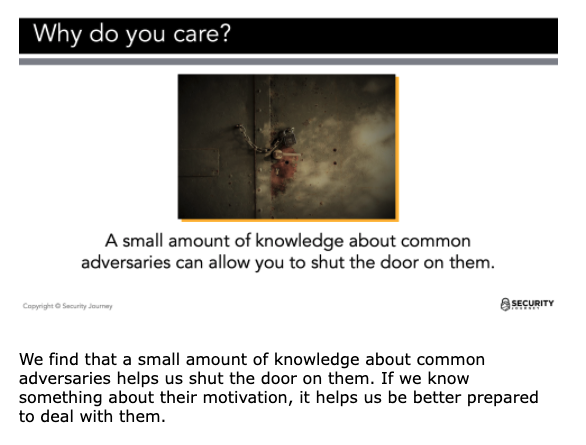 Why do you care?
A small amount of knowledge about common
adversaries can allow you to shut the door on them.
Copyright © Security Journey
SECURITY
JOURNEY
We find that a small amount of knowledge about common
adversaries helps us shut the door on them. If we know
something about their motivation, it helps us be better prepared
to deal with them.